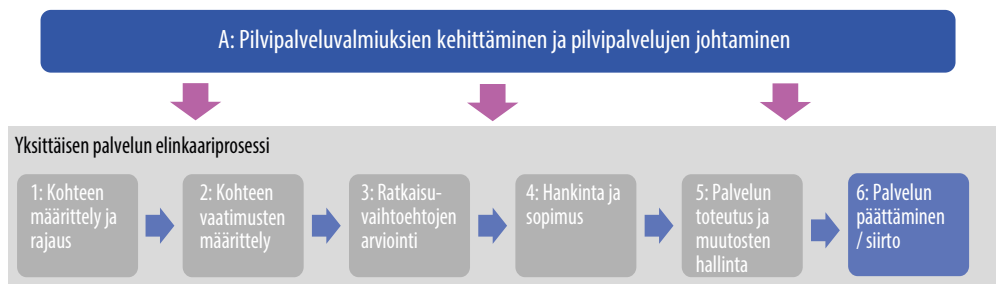 A: Pilvipalveluvalmiuksien kehittäminen ja pilvipalvelujen johtaminen
Yksittäisen palvelun elinkaariprosessi
1: Kohteen
määrittely ja
rajaus
2: Kohteen
vaatimusten
määrittely
3: Ratkaisu-
vaihtoehtojen
arviointi
4: Hankinta ja
sopimus
5: Palvelun
toteutus ja
muutosten
hallinta
6: Palvelun
päättäminen
/ siirto